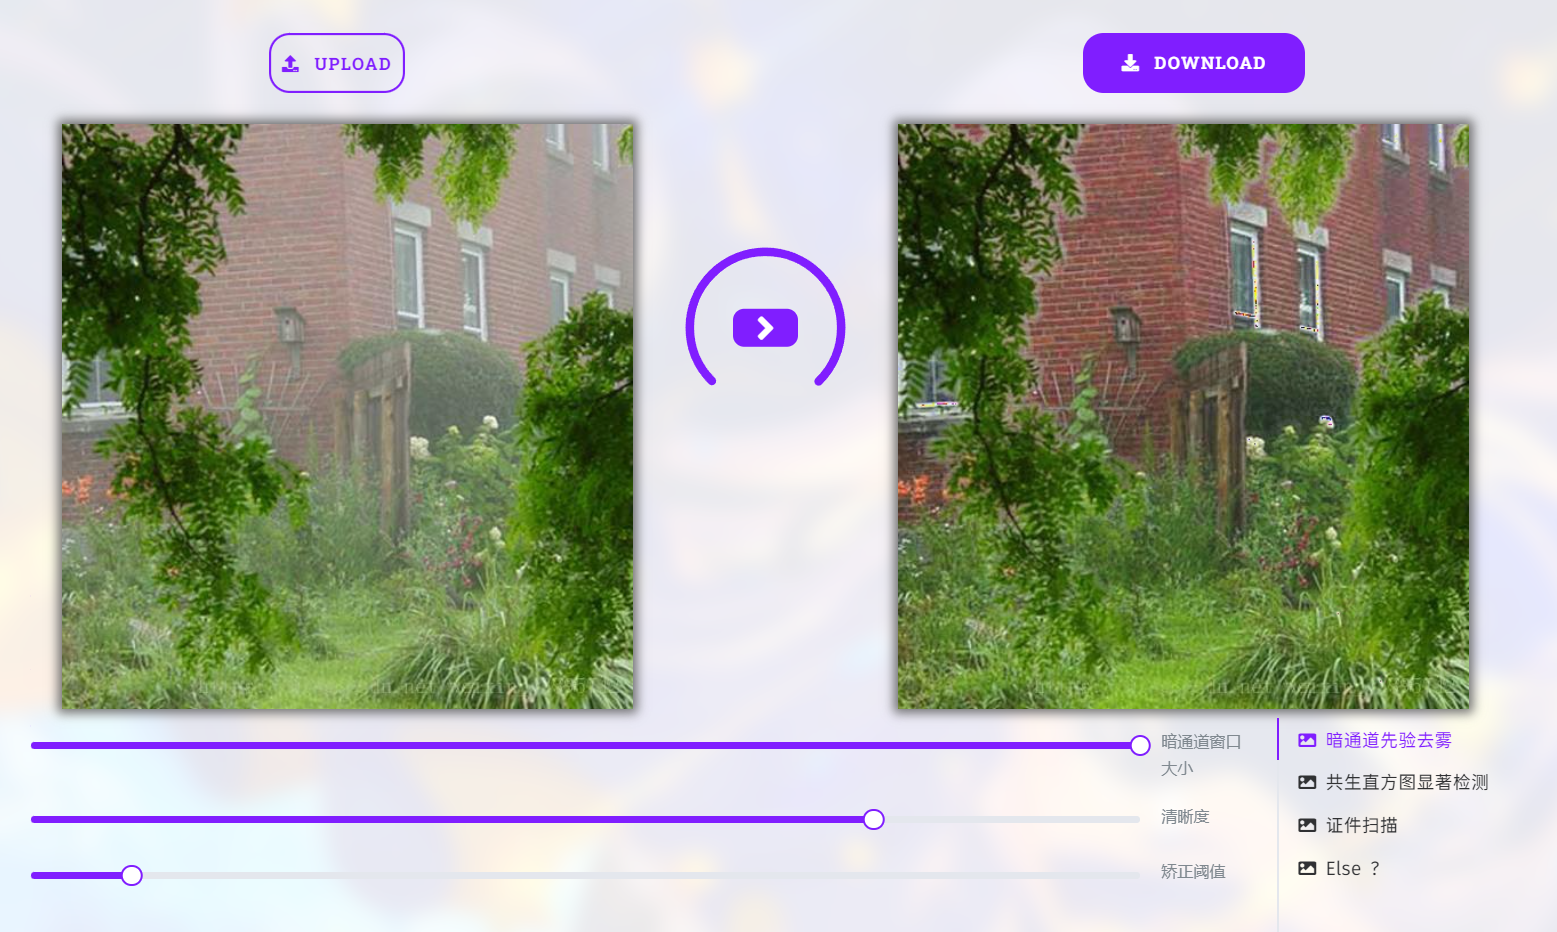 UPLOAD
DOWNLOAD
暗通道窗口
大小
清晰度
矫正阈值
暗通道先验去雾
共生直方图显著检测
证件扫描
Else ？